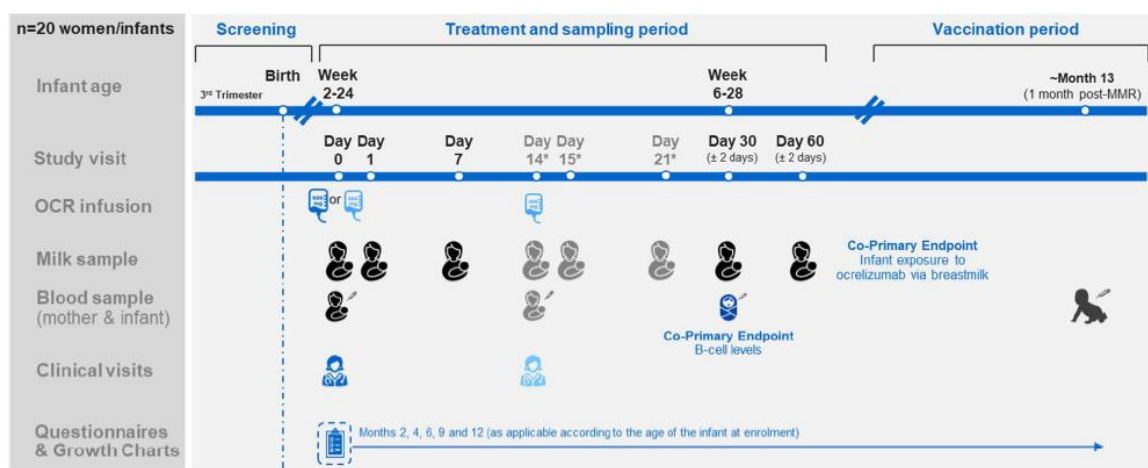 n=20 women/infants
Screening
Treatment and sampling period
Vaccination period
Infant age
3rd Trimester
Birth
Week
2-24
Week
6-28
~Month 13
(1 month post-MMR)
Study visit
Day
0
Day
1
Day
7
Day
14*
Day
15*
Day
21*
Day 30
(± 2 days)
Day 60
(± 2 days)
OCR infusion
or
Milk sample
Co-Primary Endpoint
Infant exposure to
ocrelizumab via breastmilk
Blood sample
(mother & infant)
Co-Primary Endpoint
B-cell levels
Clinical visits
Questionnaires
& Growth Charts
Months 2, 4, 6, 9 and 12 (as applicable according to the age of the infant at enrolment)